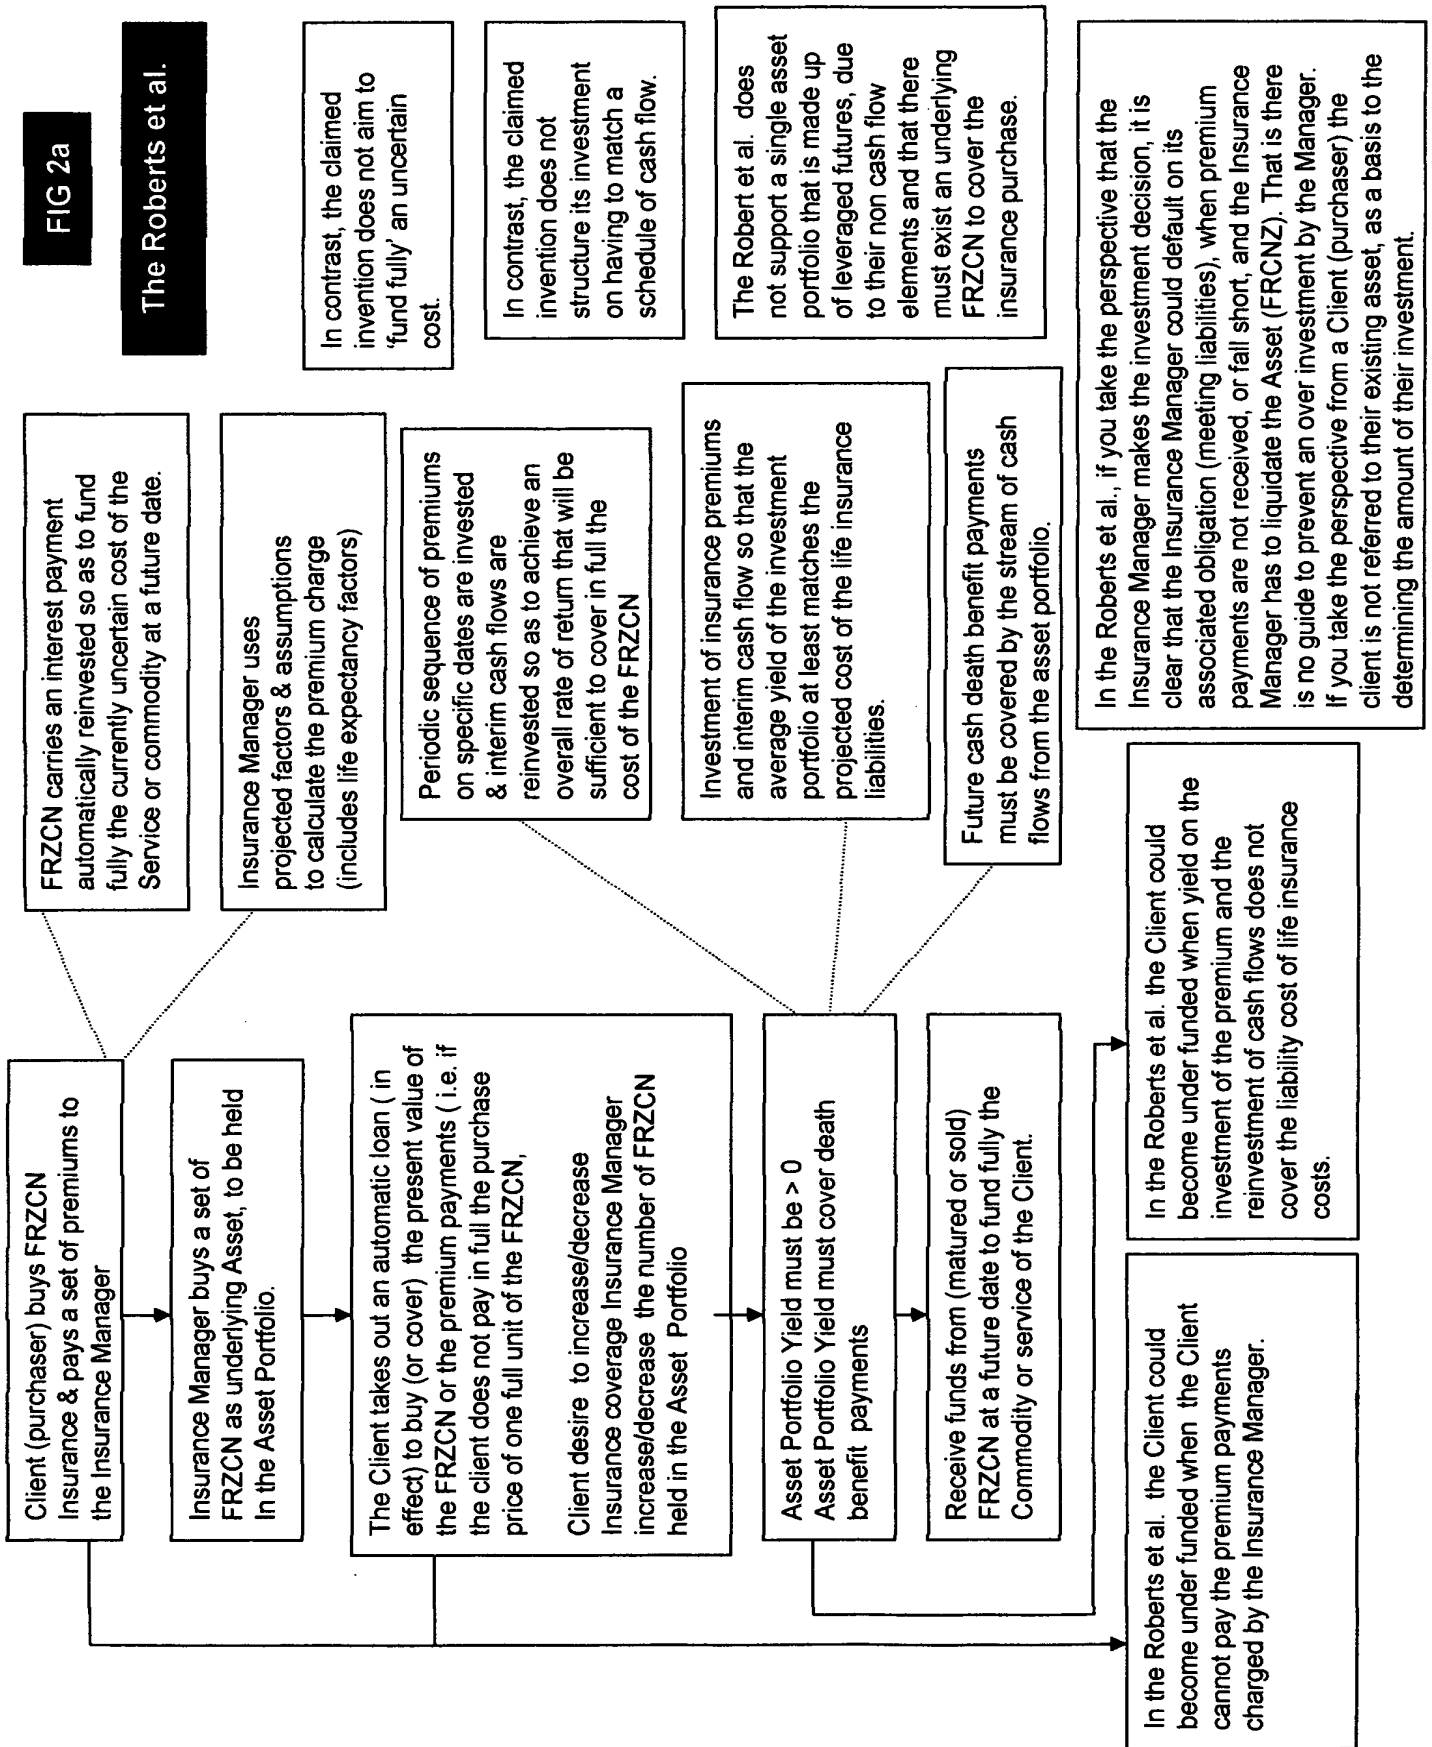 FIG 2a
The Roberts et al.
Client (purchaser) buys FRZCN
Insurance & pays a set of premiums to
the Insurance Manager
Insurance Manager buys a set of
FRZCN as underlying Asset, to be held
In the Asset Portfolio.
The Client takes out an automatic loan ( in
effect) to buy (or cover) the present value of
the FRZCN or the premium payments ( i.e. if
the client does not pay in full the purchase
price of one full unit of the FRZCN,
Client desire to increase/decrease
Insurance coverage Insurance Manager
increase/decrease the number of FRZCN
held in the Asset Portfolio
Asset Portfolio Yield must be > 0
Asset Portfolio Yield must cover death
benefit payments
Receive funds from (matured or sold)
FRZCN at a future date to fund fully the
Commodity or service of the Client.
FRZCN carries an interest payment
automatically reinvested so as to fund
fully the currently uncertain cost of the
Service or commodity at a future date.
Insurance Manager uses
projected factors & assumptions
to calculate the premium charge
(includes life expectancy factors)
Periodic sequence of premiums
on specific dates are invested
& interim cash flows are
reinvested so as to achieve an
overall rate of return that will be
sufficient to cover in full the
cost of the FRZCN
Investment of insurance premiums
and interim cash flow so that the
average yield of the investment
portfolio at least matches the
projected cost of the life insurance
liabilities.
Future cash death benefit payments
must be covered by the stream of cash
flows from the asset portfolio.
In contrast, the claimed
invention does not aim to
'fund fully' an uncertain
cost.
In contrast, the claimed
invention does not
structure its investment
on having to match a
schedule of cash flow.
The Robert et al. does
not support a single asset
portfolio that is made up
of leveraged futures, due
to their non cash flow
elements and that there
must exist an underlying
FRZCN to cover the
insurance purchase.
In the Roberts et al. the Client could
become under funded when the Client
cannot pay the premium payments
charged by the Insurance Manager.
In the Roberts et al. the Client could
become under funded when yield on the
investment of the premium and the
reinvestment of cash flows does not
cover the liability cost of life insurance
costs.
In the Roberts et al., if you take the perspective that the
Insurance Manager makes the investment decision, it is
clear that the Insurance Manager could default on its
associated obligation (meeting liabilities), when premium
payments are not received, or fall short, and the Insurance
Manager has to liquidate the Asset (FRCNZ). That is there
is no guide to prevent an over investment by the Manager.
If you take the perspective from a Client (purchaser) the
client is not referred to their existing asset, as a basis to the
determining the amount of their investment.